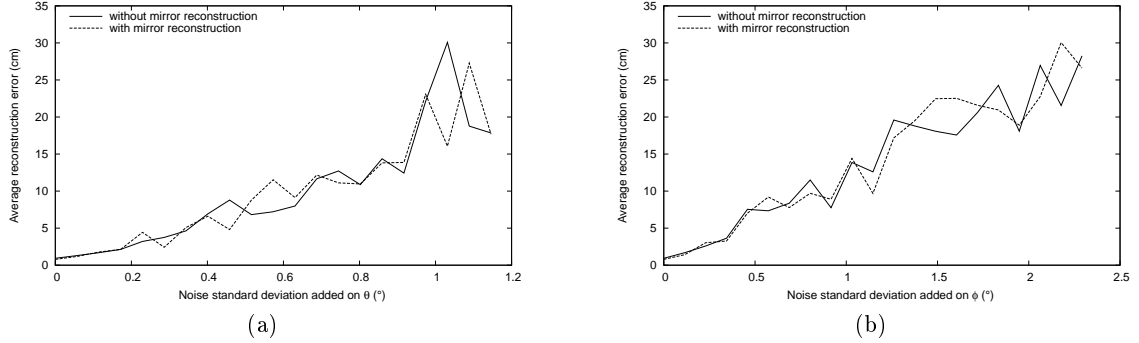 without mirror reconstruction
with mirror reconstruction
35
30
25
20
15
10
5
0
Average reconstruction error (cm)
0 0.2 0.4 0.6 0.8 1 1.2
Noise standard deviation added on θ (°)
(a)
without mirror reconstruction
with mirror reconstruction
35
30
25
20
15
10
5
0
Average reconstruction error (cm)
0 0.5 1 1.5 2 2.5
Noise standard deviation added on ϕ (°)
(b)